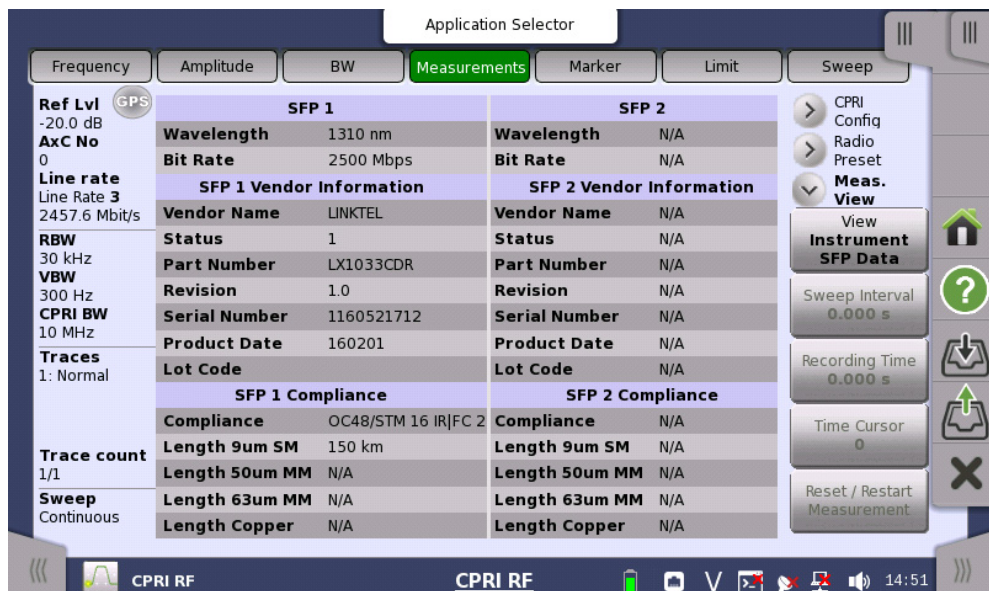 Application Selector
Frequency Amplitude BW Measurements Marker Limit Sweep
Ref Lvl GPS
-20.0 dB
AxC No
0
Line rate
Line Rate 3
2457.6 Mbit/s
RBW
30 kHz
VBW
300 Hz
CPRI BW
10 MHz
Traces
1: Normal
Trace count
1/1
Sweep
Continuous
SFP 1 SFP 2
Wavelength 1310 nm Wavelength N/A
Bit Rate 2500 Mbps Bit Rate N/A
SFP 1 Vendor Information SFP 2 Vendor Information
Vendor Name LINKTEL Vendor Name N/A
Status 1 Status N/A
Part Number LX1033CDR Part Number N/A
Revision 1.0 Revision N/A
Serial Number 1160521712 Serial Number N/A
Product Date 160201 Product Date N/A
Lot Code Lot Code N/A
SFP 1 Compliance SFP 2 Compliance
Compliance OC48/STM 16 IR|FC 2 Compliance N/A
Length 9um SM 150 km Length 9um SM N/A
Length 50um MM N/A Length 50um MM N/A
Length 63um MM N/A Length 63um MM N/A
Length Copper N/A Length Copper N/A
CPRI
Config
Radio
Preset
Meas.
View
View
Instrument
SFP Data
Sweep Interval
0.000 s
Recording Time
0.000 s
Time Cursor
0
Reset / Restart
Measurement
?
CPRI RF CPRI RF V 14:51